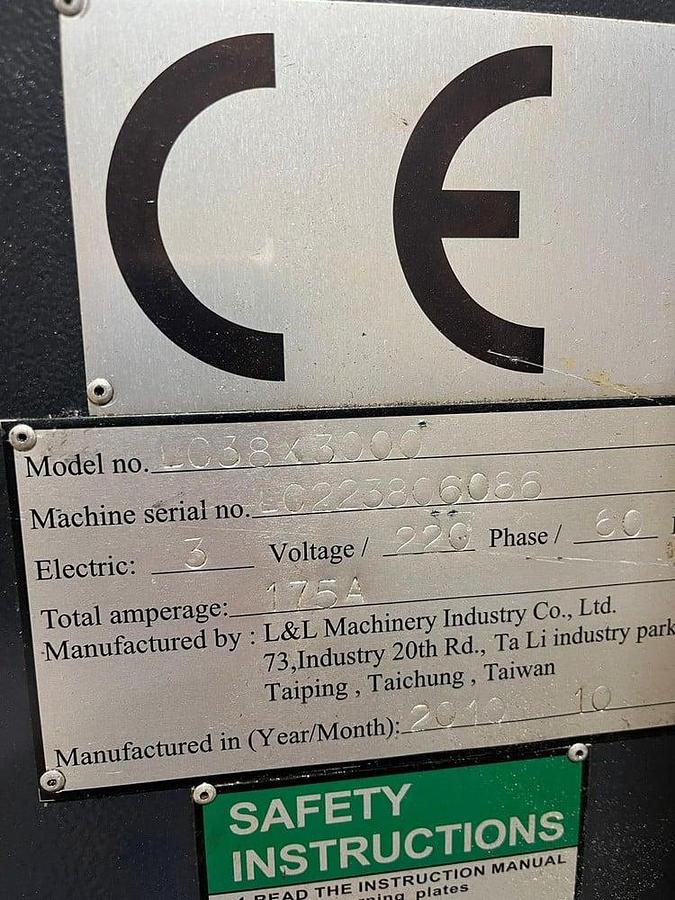 CE
Model no. LC38X3000
Machine serial no. LC223806086
Electric: 3 Voltage / 220 Phase / 60
Total amperage: 175A
Manufactured by : L&L Machinery Industry Co., Ltd.
73,Industry 20th Rd., Ta Li industry park
Taiping , Taichung , Taiwan
Manufactured in (Year/Month): 2010 10
SAFETY
INSTRUCTIONS
READ THE INSTRUCTION MANUAL
plates